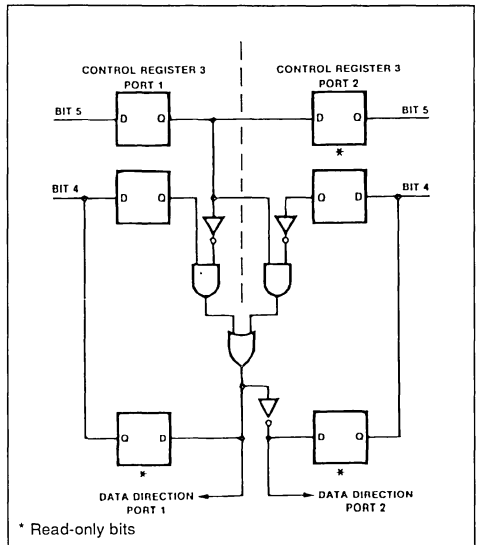 CONTROL REGISTER 3
PORT 1
CONTROL REGISTER 3
PORT 2
BIT 5
D Q
D Q
BIT 5
*
BIT 4
D Q
Q D
BIT 4
Q D
D Q
*
*
DATA DIRECTION
PORT 1
DATA DIRECTION
PORT 2
* Read-only bits